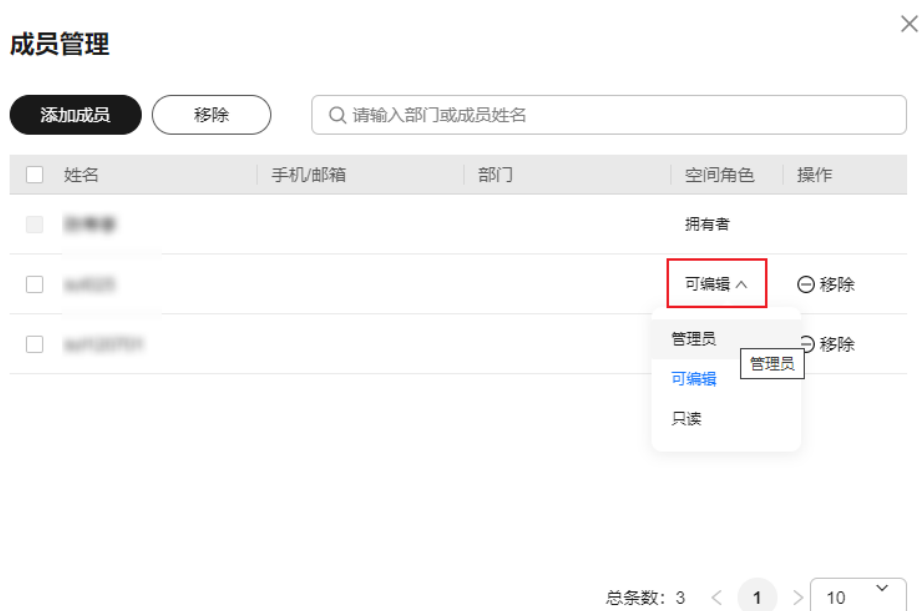 成员管理
添加成员 移除 请输入部门或成员姓名
姓名 手机/邮箱 部门 空间角色 操作
拥有者
可编辑 移除
管理员 移除
管理员
可编辑
只读
总条数：3 < 1 > 10